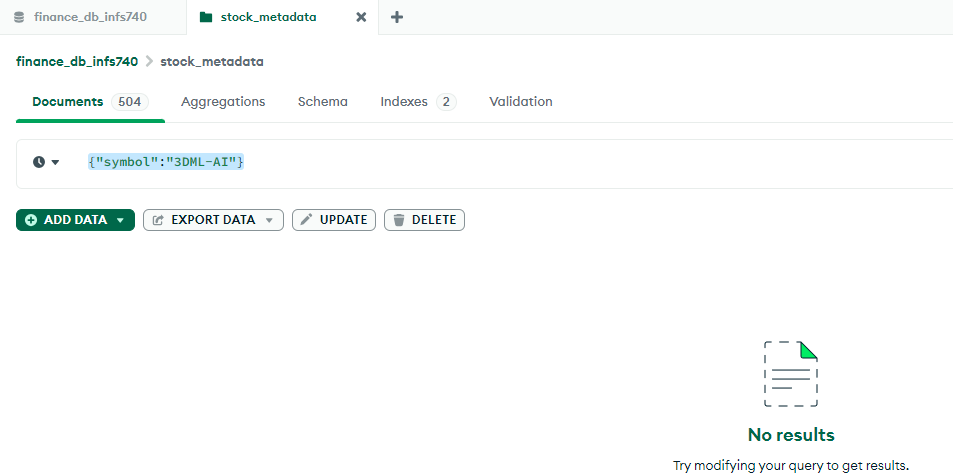 finance_db_infs740 stock_metadata
finance_db_infs740 > stock_metadata
Documents 504 Aggregations Schema Indexes 2 Validation
{"symbol":"3DML-AI"}
ADD DATA EXPORT DATA UPDATE DELETE
No results
Try modifying your query to get results.